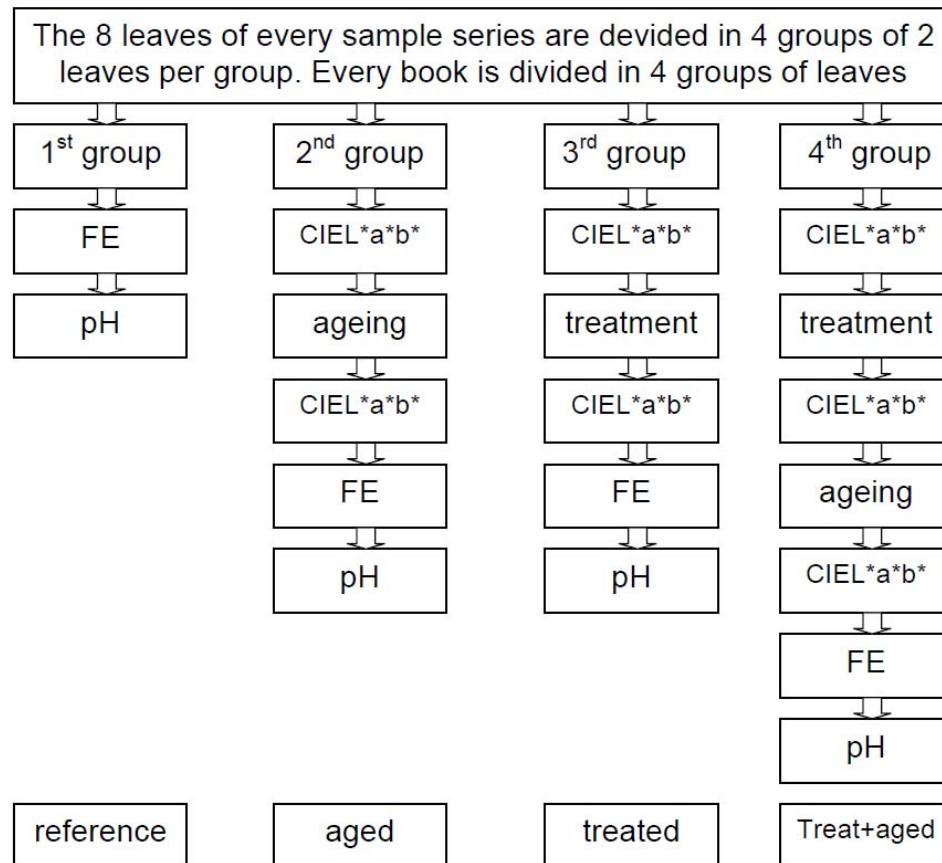 The 8 leaves of every sample series are devided in 4 groups of 2
leaves per group. Every book is divided in 4 groups of leaves
1st group
2nd group
3rd group
4th group
FE
CIEL*a*b*
CIEL*a*b*
CIEL*a*b*
pH
ageing
treatment
treatment
CIEL*a*b*
CIEL*a*b*
CIEL*a*b*
FE
FE
ageing
pH
pH
CIEL*a*b*
FE
pH
reference
aged
treated
Treat+aged